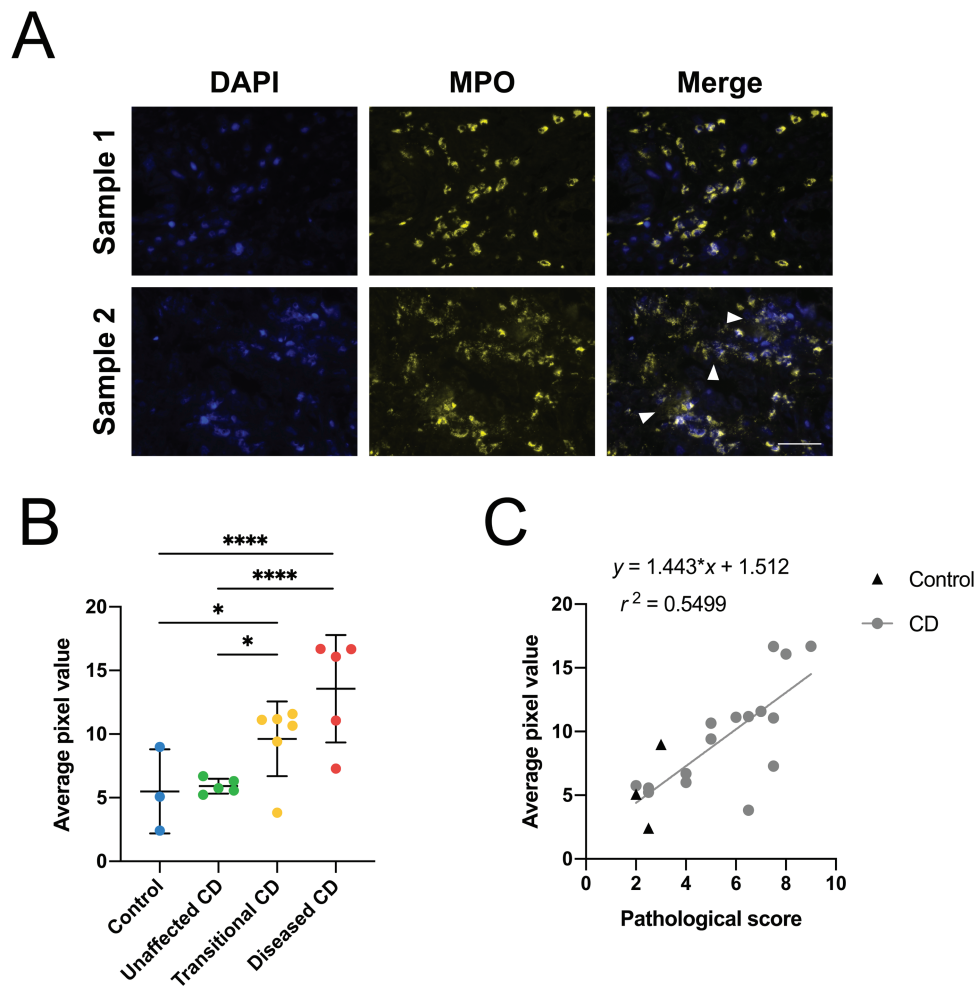 A
DAPI MPO Merge
Sample 1
Sample 2
B
****
****
*
*
20
15
10
5
0
Average pixel value
Control
Unaffected CD
Transitional CD
Diseased CD
C
y = 1.443*x + 1.512
r² = 0.5499
20
15
10
5
0
Average pixel value
0 2 4 6 8 10
Pathological score
Control
CD